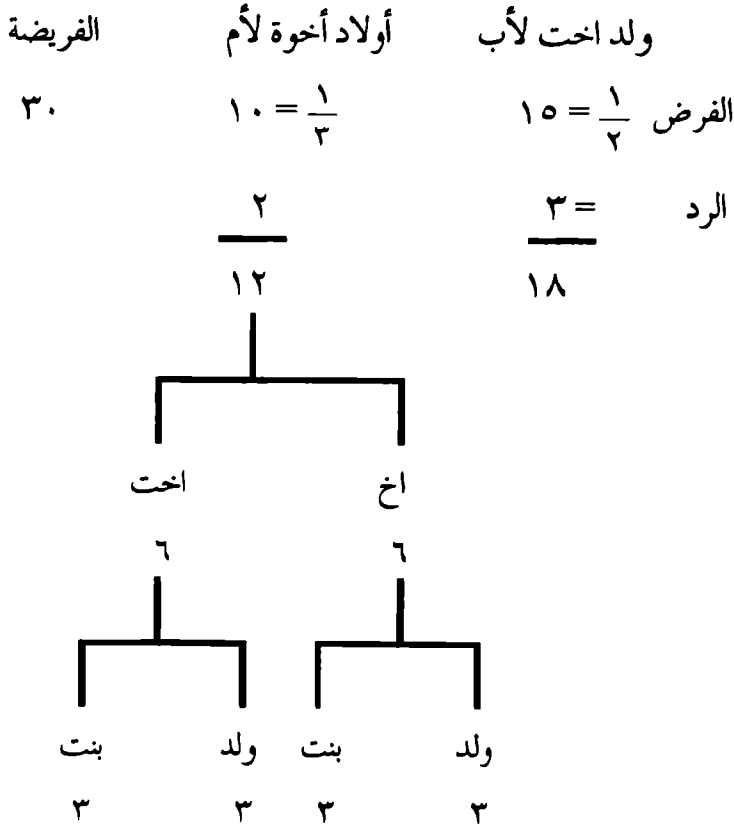 ولد اخت لأب أولاد أخوة لأم الفريضة
الفرض ١/٢ = ١٥ ١/٣ = ١٠ ٣٠
الرد = ٣ ٢
١٨ ١٢
اخ اخت
٦ ٦
ولد بنت ولد بنت
٣ ٣ ٣ ٣